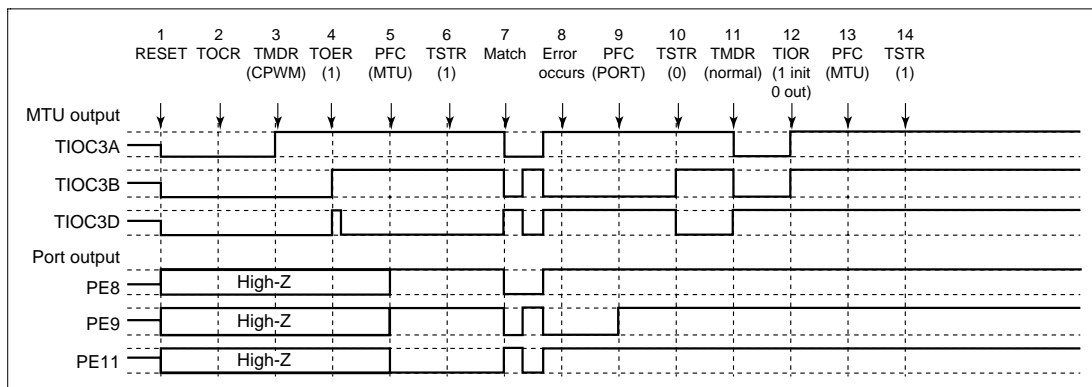 1 2 3 4 5 6 7 8 9 10 11 12 13 14
RESET TOCR TMDR TOER PFC TSTR Match Error PFC TSTR TMDR TIOR PFC TSTR
(CPWM) (1) (MTU) (1) occurs (PORT) (0) (normal) (1 init (MTU) (1)
0 out)
MTU output
TIOC3A
TIOC3B
TIOC3D
Port output
PE8 High-Z
PE9 High-Z
PE11 High-Z